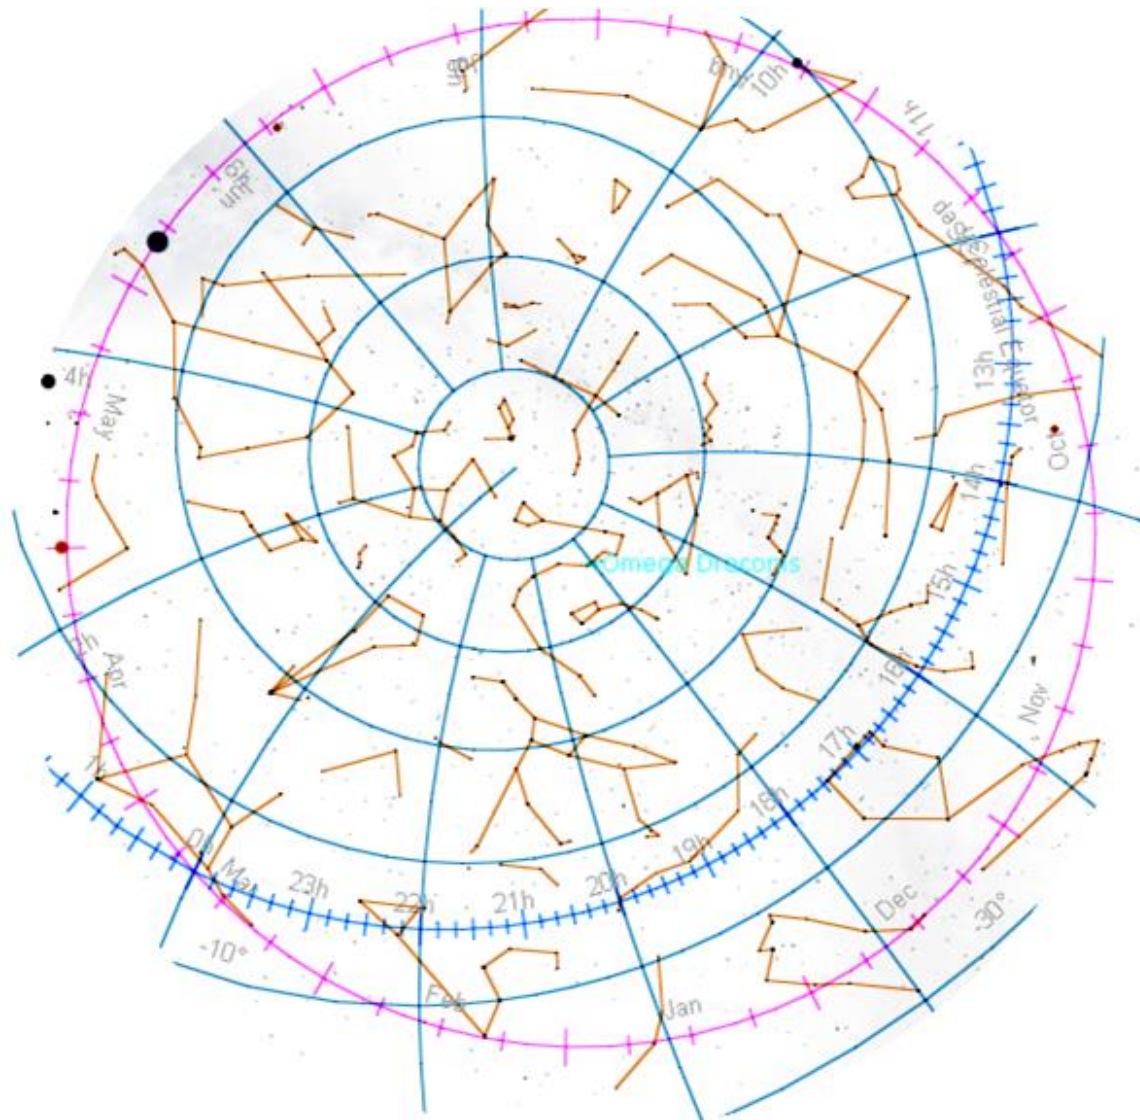 Aug
10h
11h
8h
Jun
Sep
Celestial Equator
4h
13h
May
Oct
14h
Omega Draconis
15h
2h
Apr
16h
Nov
17h
1h
18h
0h
19h
Mar
23h
20h
22h
21h
Dec
-10°
-30°
Feb
Jan